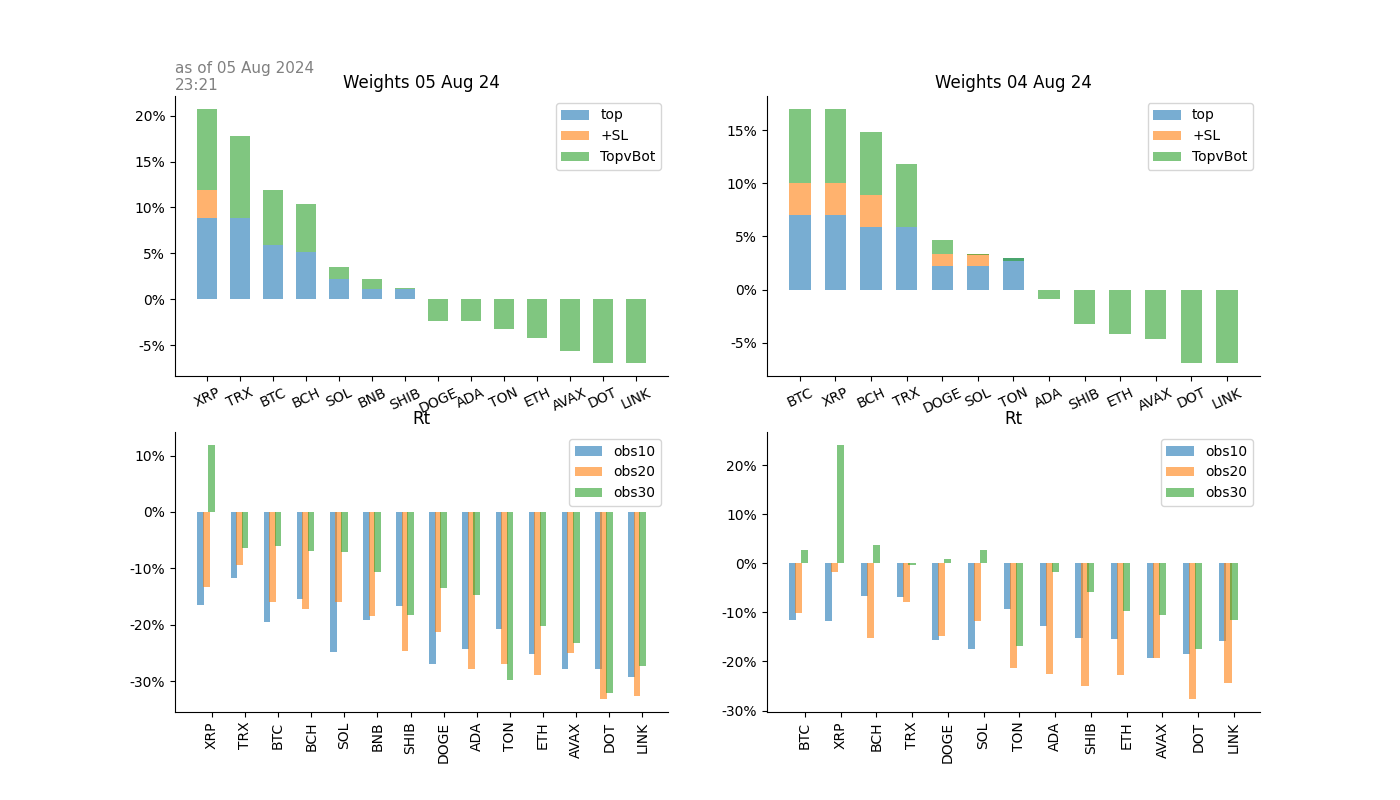 as of 05 Aug 2024
23:21
Weights 05 Aug 24
20%
15%
10%
5%
0%
-5%
top
+SL
TopvBot
XRP TRX BTC BCH SOL BNB SHIB DOGE ADA TON ETH AVAX DOT LINK
Weights 04 Aug 24
15%
10%
5%
0%
-5%
top
+SL
TopvBot
BTC XRP BCH TRX DOGE SOL TON ADA SHIB ETH AVAX DOT LINK
Rt
10%
0%
-10%
-20%
-30%
obs10
obs20
obs30
XRP TRX BTC BCH SOL BNB SHIB DOGE ADA TON ETH AVAX DOT LINK
Rt
20%
10%
0%
-10%
-20%
-30%
obs10
obs20
obs30
BTC XRP BCH TRX DOGE SOL TON ADA SHIB ETH AVAX DOT LINK